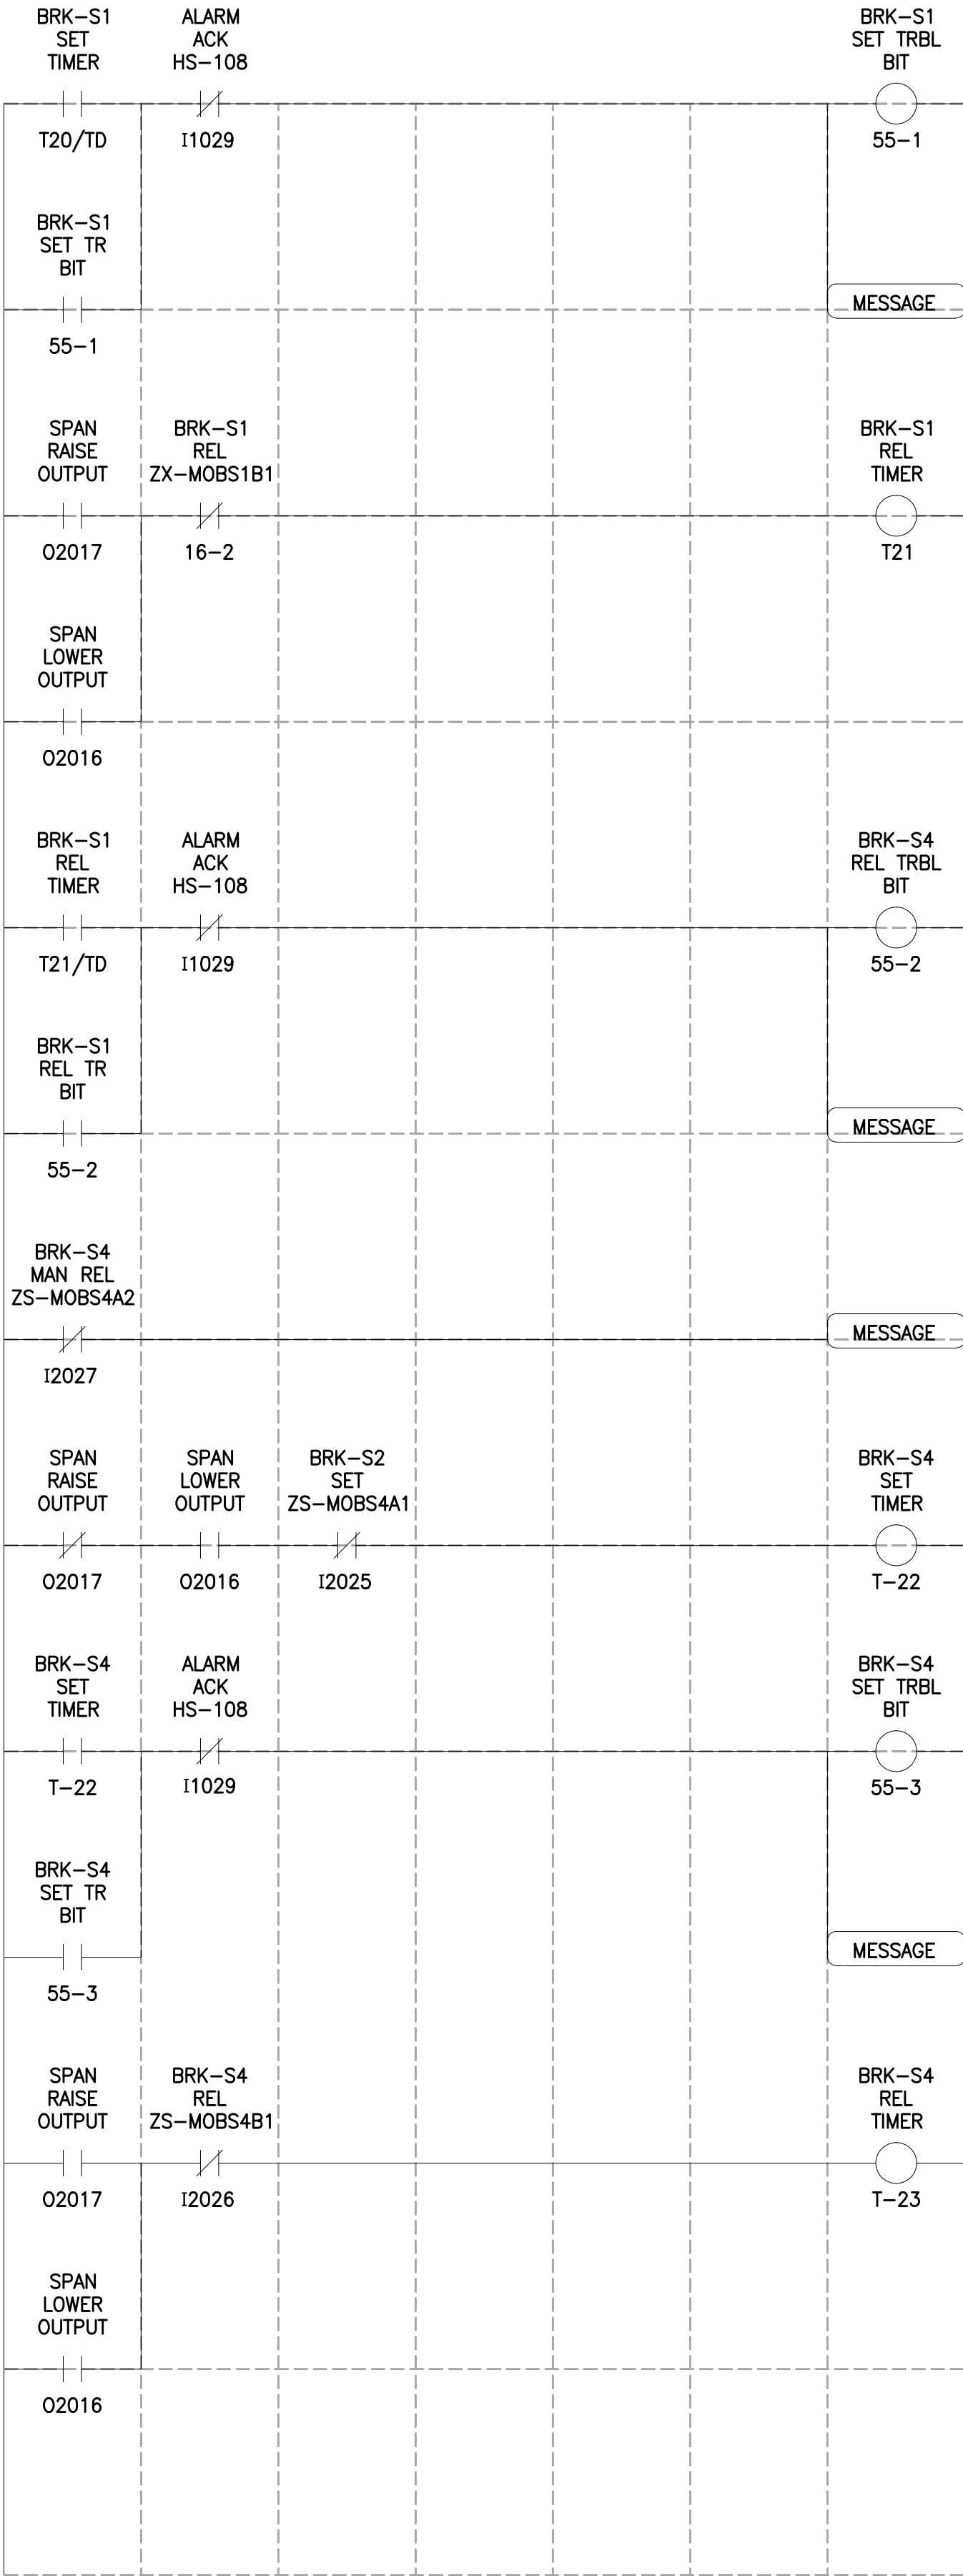 BRK-S1
SET
TIMER
ALARM
ACK
HS-108
BRK-S1
SET TRBL
BIT
T20/TD
I1029
55-1
BRK-S1
SET TR
BIT
MESSAGE
55-1
SPAN
RAISE
OUTPUT
BRK-S1
REL
ZX-MOBS1B1
BRK-S1
REL
TIMER
O2017
16-2
T21
SPAN
LOWER
OUTPUT
O2016
BRK-S1
REL
TIMER
ALARM
ACK
HS-108
BRK-S4
REL TRBL
BIT
T21/TD
I1029
55-2
BRK-S1
REL TR
BIT
MESSAGE
55-2
BRK-S4
MAN REL
ZS-MOBS4A2
MESSAGE
I2027
SPAN
RAISE
OUTPUT
SPAN
LOWER
OUTPUT
BRK-S2
SET
ZS-MOBS4A1
BRK-S4
SET
TIMER
O2017
O2016
I2025
T-22
BRK-S4
SET
TIMER
ALARM
ACK
HS-108
BRK-S4
SET TRBL
BIT
T-22
I1029
55-3
BRK-S4
SET TR
BIT
MESSAGE
55-3
SPAN
RAISE
OUTPUT
BRK-S4
REL
ZS-MOBS4B1
BRK-S4
REL
TIMER
O2017
I2026
T-23
SPAN
LOWER
OUTPUT
O2016